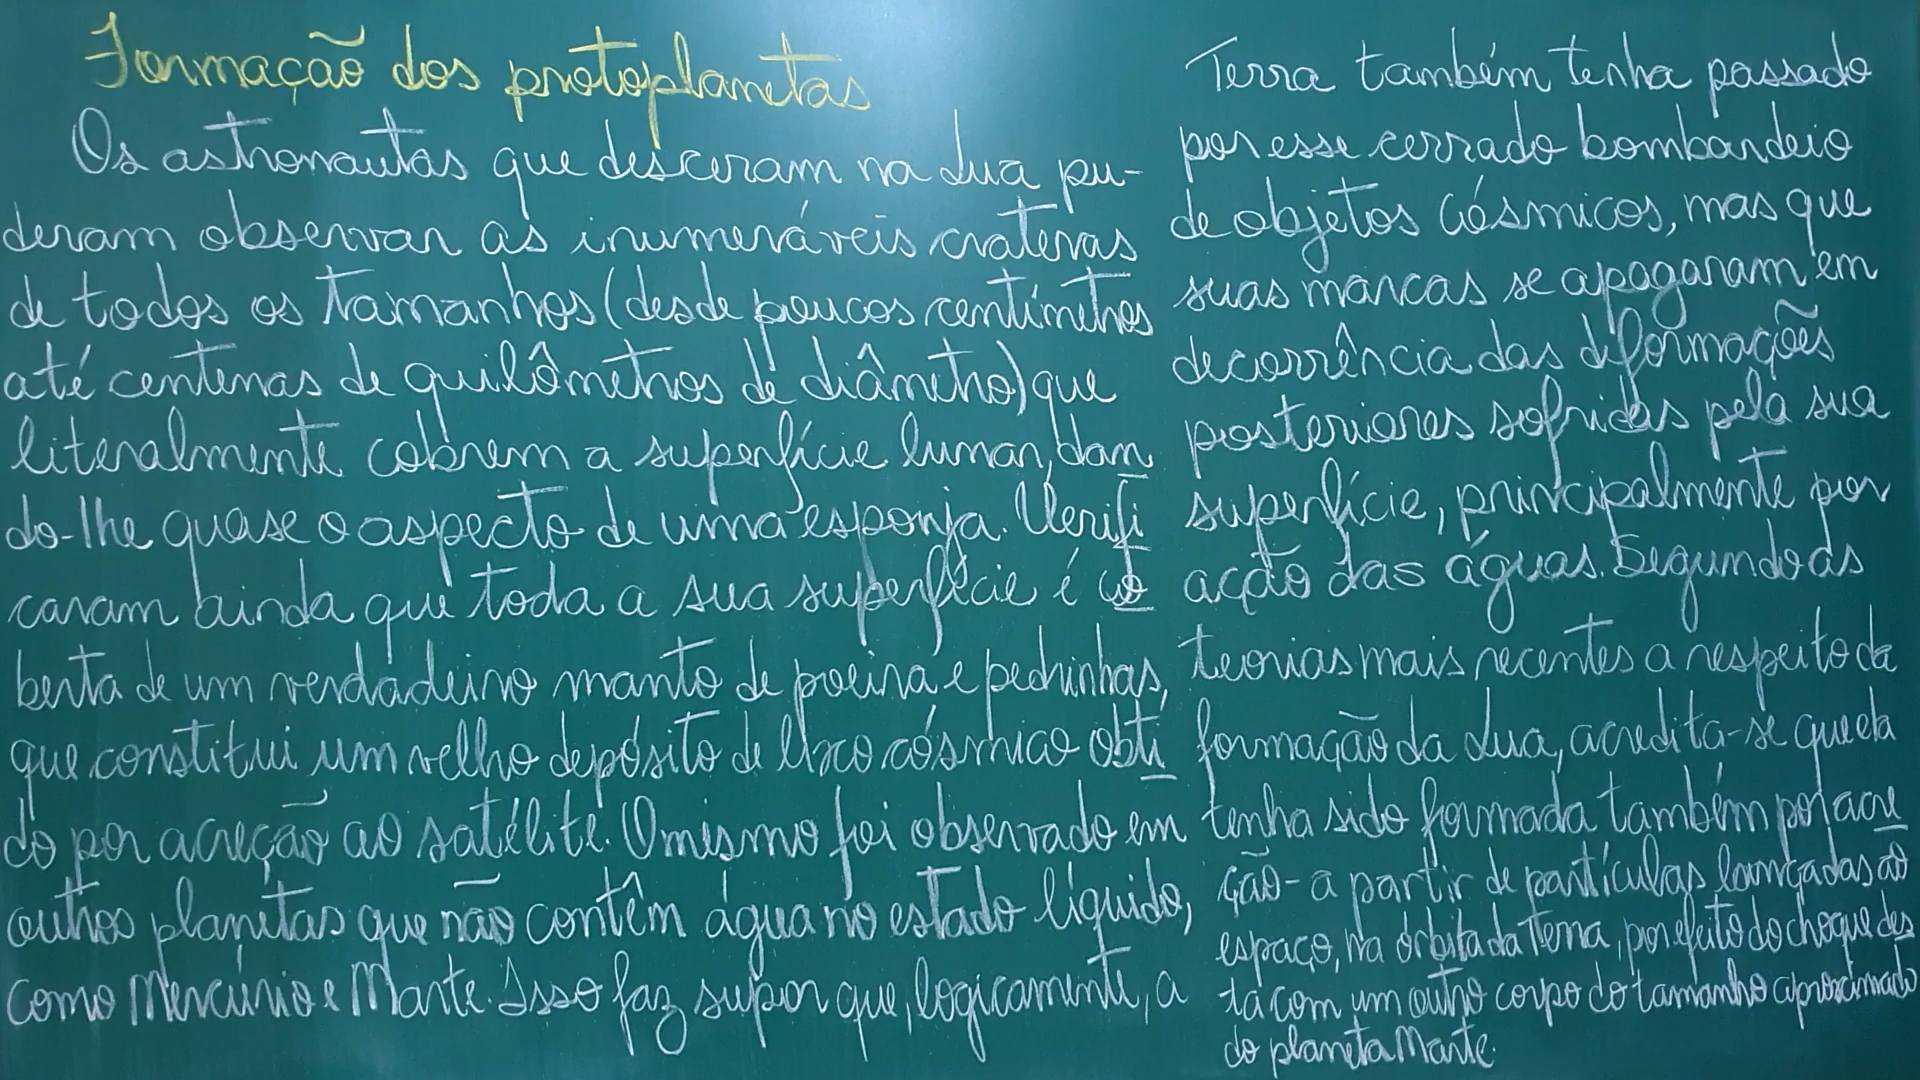 Formação dos protoplanetas
Os astronautas que desceram na Lua pu-
deram observar as inumeráveis crateras
de todos os tamanhos (desde poucos centímetros
até centenas de quilômetros de diâmetro) que
literalmente cobrem a superfície lunar, dan
do-lhe quase o aspecto de uma esponja. Verifi
caram ainda que toda a sua superfície é co
berta de um verdadeiro manto de poeira e pedrinhas,
que constitui um velho depósito de lixo cósmico obti
do por acreção ao satélite. O mesmo foi observado em
outros planetas que não contêm água no estado líquido,
como Mercúrio e Marte. Isso faz supor que, logicamente, a
Terra também tenha passado
por esse cerrado bombardeio
de objetos cósmicos, mas que
suas marcas se apagaram em
decorrência das deformações
posteriores sofridas pela sua
superfície, principalmente por
ação das águas. Segundo as
teorias mais recentes a respeito da
formação da Lua, acredita-se que ela
tenha sido formada também por acre
ção - a partir de partículas lançadas ao
espaço, na órbita da Terra, por efeito do choque des
ta com um outro corpo do tamanho aproximado
do planeta Marte.